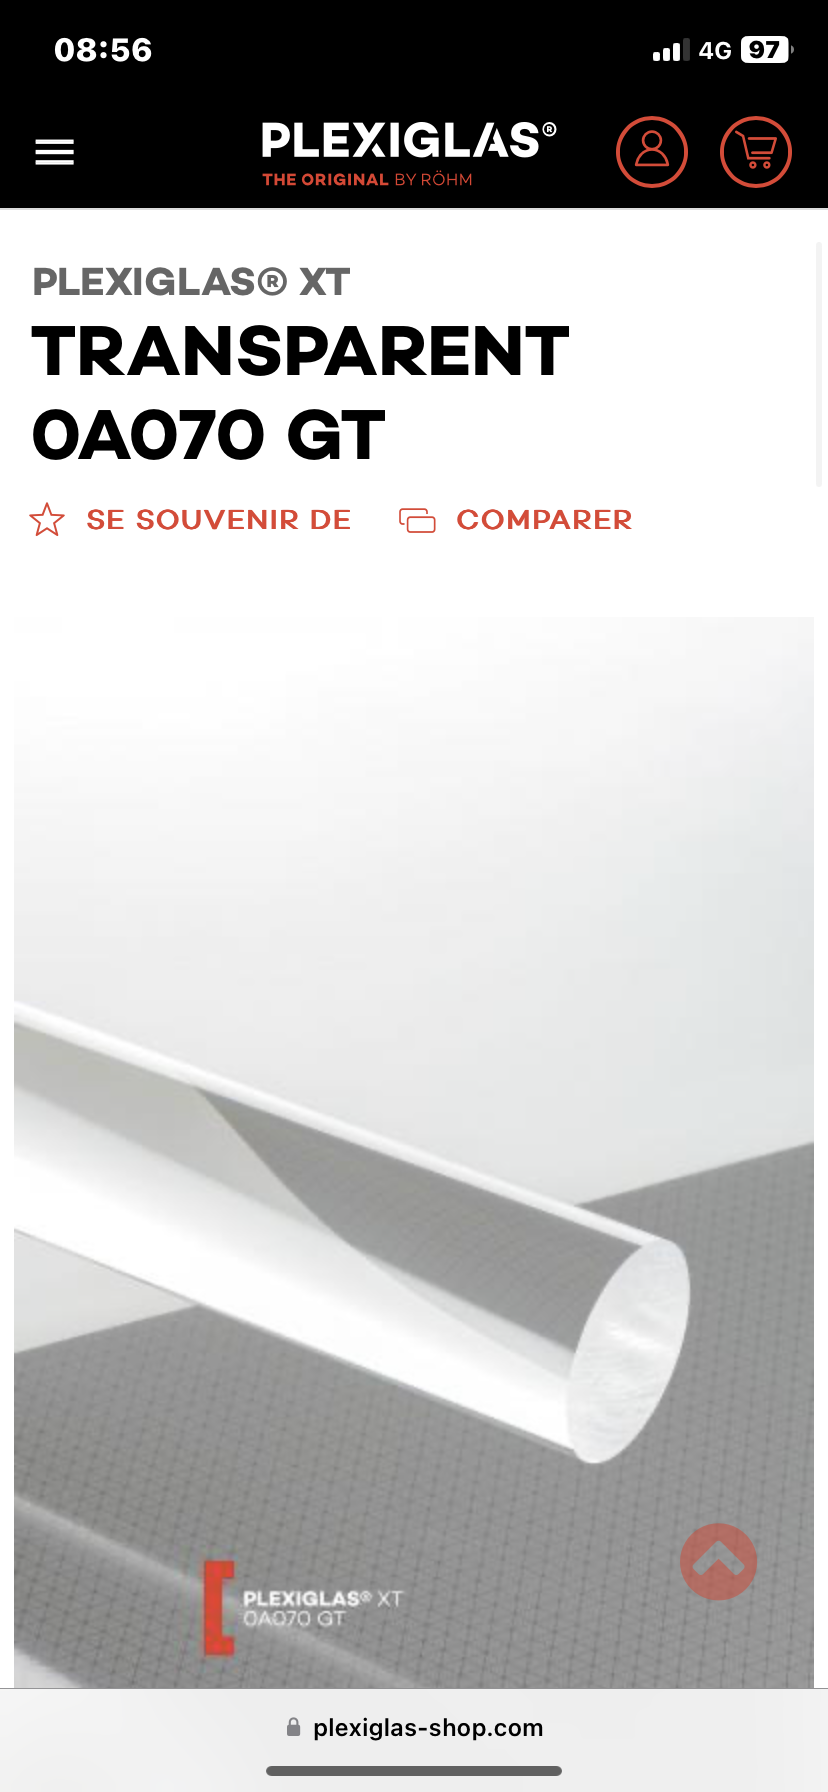 08:56
4G 97
PLEXIGLAS®
THE ORIGINAL BY RÖHM
PLEXIGLAS® XT
TRANSPARENT
0A070 GT
SE SOUVENIR DE
COMPARER
PLEXIGLAS® XT
0A070 GT
plexiglas-shop.com